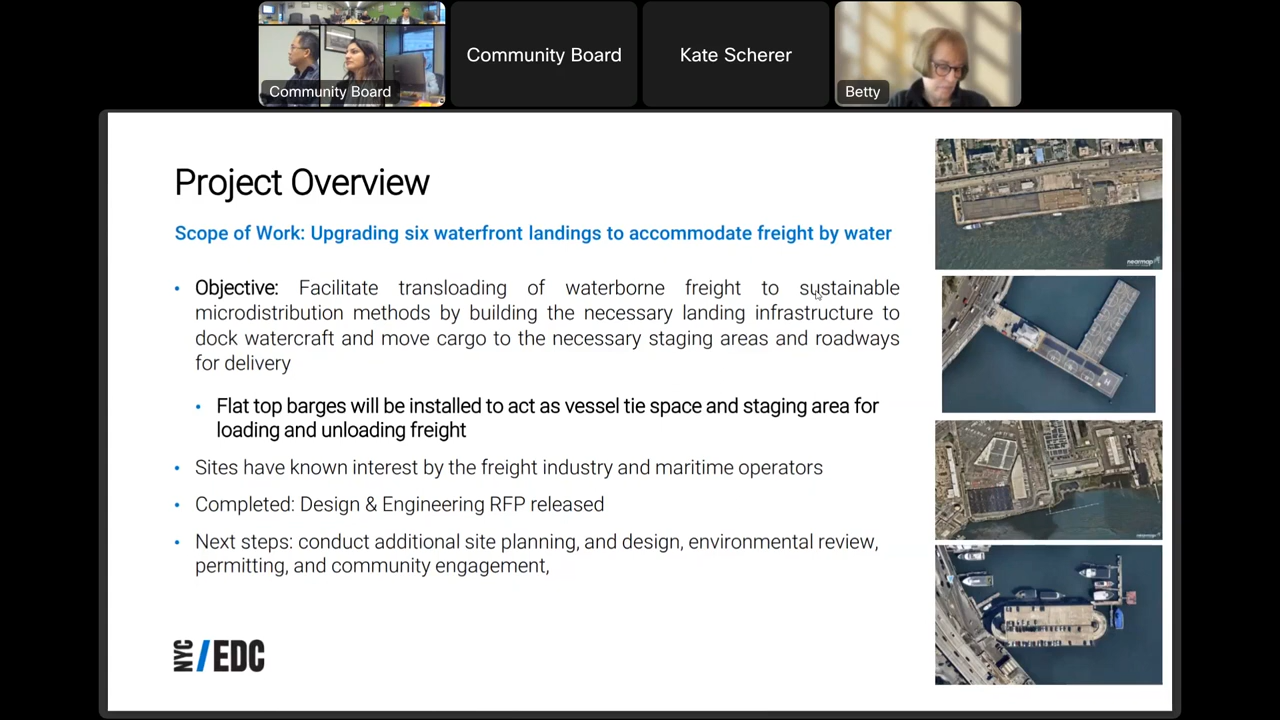 Community Board
Community Board
Kate Scherer
Betty
Project Overview
Scope of Work: Upgrading six waterfront landings to accommodate freight by water
• Objective: Facilitate transloading of waterborne freight to sustainable
microdistribution methods by building the necessary landing infrastructure to
dock watercraft and move cargo to the necessary staging areas and roadways
for delivery
• Flat top barges will be installed to act as vessel tie space and staging area for
loading and unloading freight
• Sites have known interest by the freight industry and maritime operators
• Completed: Design & Engineering RFP released
• Next steps: conduct additional site planning, and design, environmental review,
permitting, and community engagement,
NYC/EDC
nearmap
nearmap